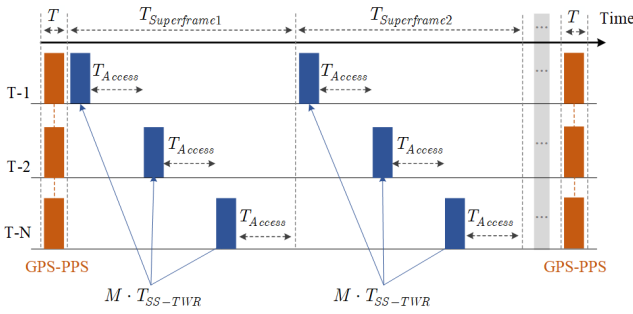 T
T_Superframe1
T_Superframe2
...
T
Time
T-1
T_Access
T_Access
...
T-2
T_Access
T_Access
...
T-N
T_Access
T_Access
...
GPS-PPS
GPS-PPS
M · T_SS−TWR
M · T_SS−TWR